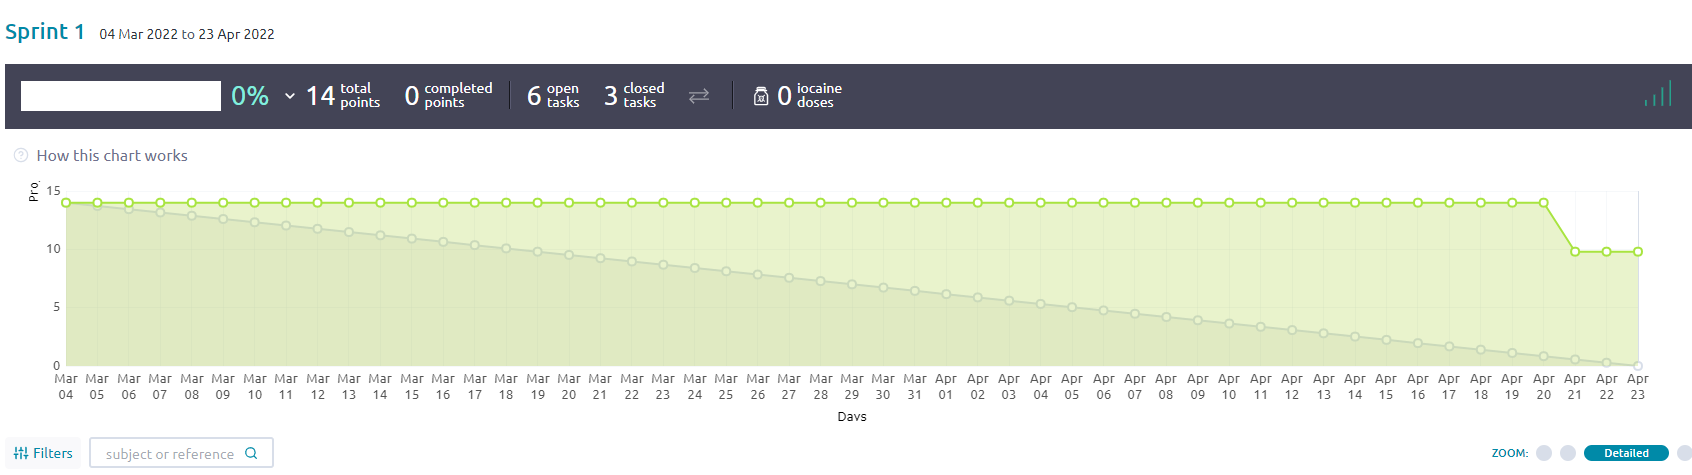 Sprint 1 04 Mar 2022 to 23 Apr 2022
0% 14 total points 0 completed points 6 open tasks 3 closed tasks 0 iocaine doses
How this chart works
Pro.
15
10
5
0
Mar 04 Mar 05 Mar 06 Mar 07 Mar 08 Mar 09 Mar 10 Mar 11 Mar 12 Mar 13 Mar 14 Mar 15 Mar 16 Mar 17 Mar 18 Mar 19 Mar 20 Mar 21 Mar 22 Mar 23 Mar 24 Mar 25 Mar 26 Mar 27 Mar 28 Mar 29 Mar 30 Mar 31 Apr 01 Apr 02 Apr 03 Apr 04 Apr 05 Apr 06 Apr 07 Apr 08 Apr 09 Apr 10 Apr 11 Apr 12 Apr 13 Apr 14 Apr 15 Apr 16 Apr 17 Apr 18 Apr 19 Apr 20 Apr 21 Apr 22 Apr 23
Days
Filters subject or reference ZOOM: Detailed